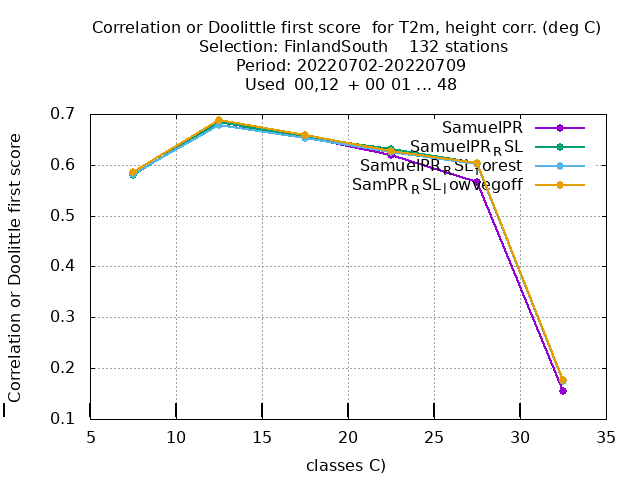 Correlation or Doolittle first score  for T2m, height corr. (deg C)
Selection: FinlandSouth    132 stations
Period: 20220702-20220709
Used  00,12  + 00 01 ... 48
Correlation or Doolittle first score
0.7
0.6
0.5
0.4
0.3
0.2
0.1
SamuelPR
SamuelPR_RSL
SamuelPR_RSL_forest
SamPR_RSL_lowvegoff
5
10
15
20
25
30
35
classes C)